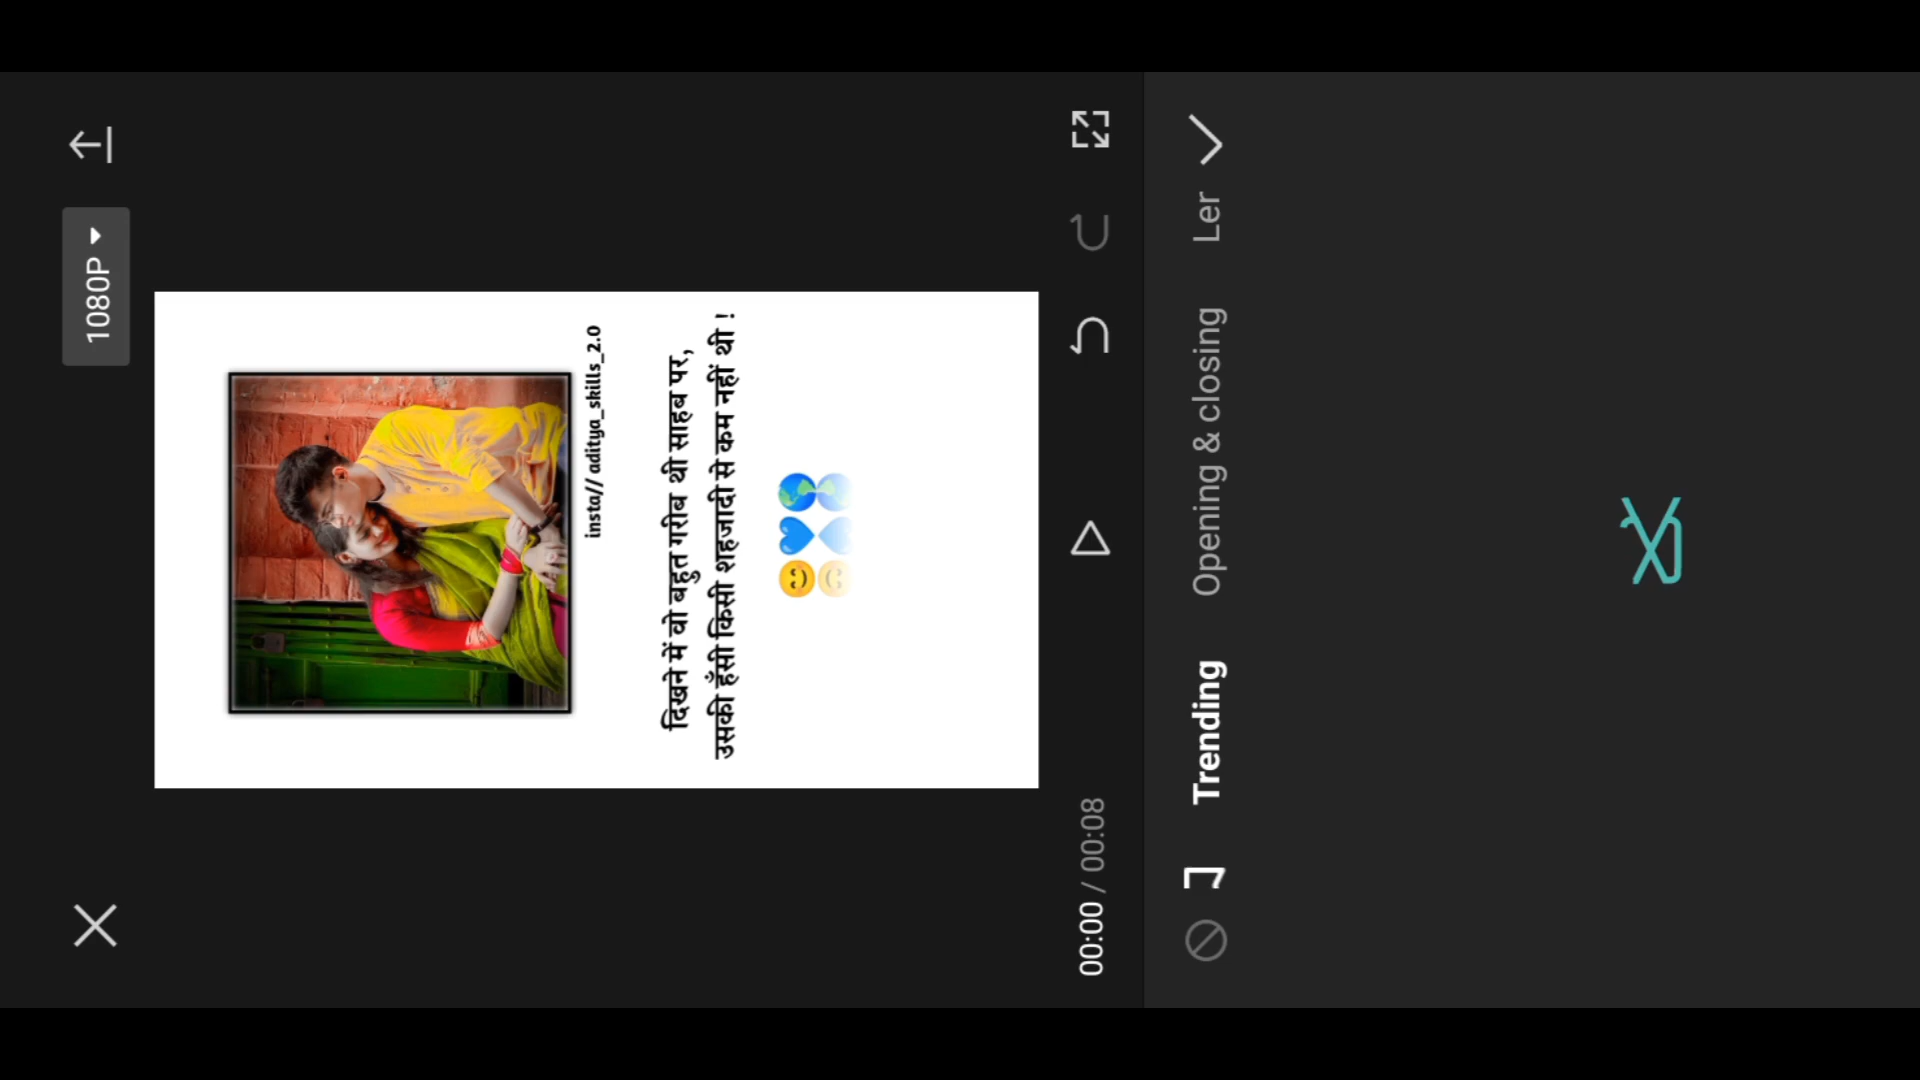 1080P
insta// aditya_skills_2.0
दिखने में वो बहुत गरीब थी साहब पर,
उसकी हँसी किसी शहजादी से कम नहीं थी !
00:00 / 00:08
Trending
Opening & closing
Ler